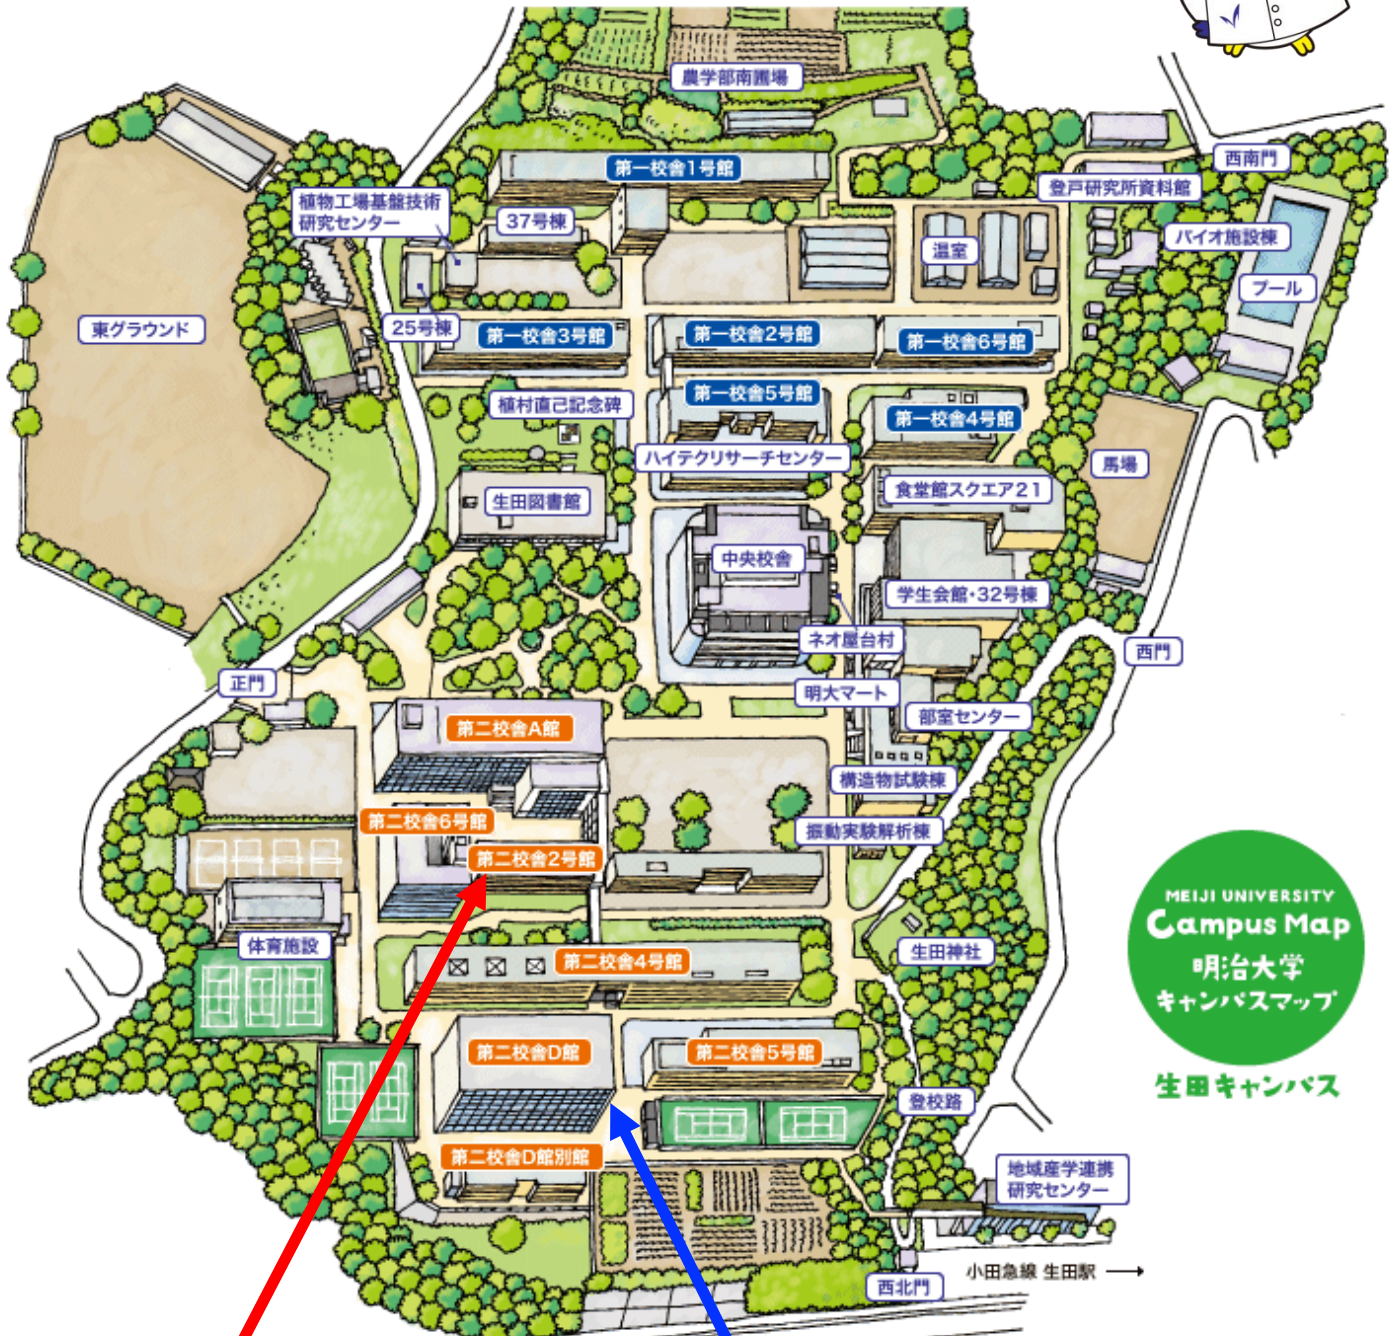 農学部南圃場
第一校舎1号館
西南門
登戸研究所資料館
植物工場基盤技術
研究センター
37号棟
バイオ施設棟
温室
プール
東グラウンド
25号棟
第一校舎3号館
第一校舎2号館
第一校舎6号館
第一校舎5号館
植村直己記念碑
第一校舎4号館
ハイテクリサーチセンター
馬場
食堂館スクエア21
生田図書館
中央校舎
学生会館・32号棟
ネオ屋台村
西門
正門
明大マート
部室センター
第二校舎A館
構造物試験棟
第二校舎6号館
振動実験解析棟
第二校舎2号館
MEIJI UNIVERSITY
Campus Map
明治大学
キャンパスマップ
生田キャンパス
体育施設
生田神社
第二校舎4号館
第二校舎D館
第二校舎5号館
登校路
第二校舎D館別館
地域産学連携
研究センター
小田急線 生田駅
西北門